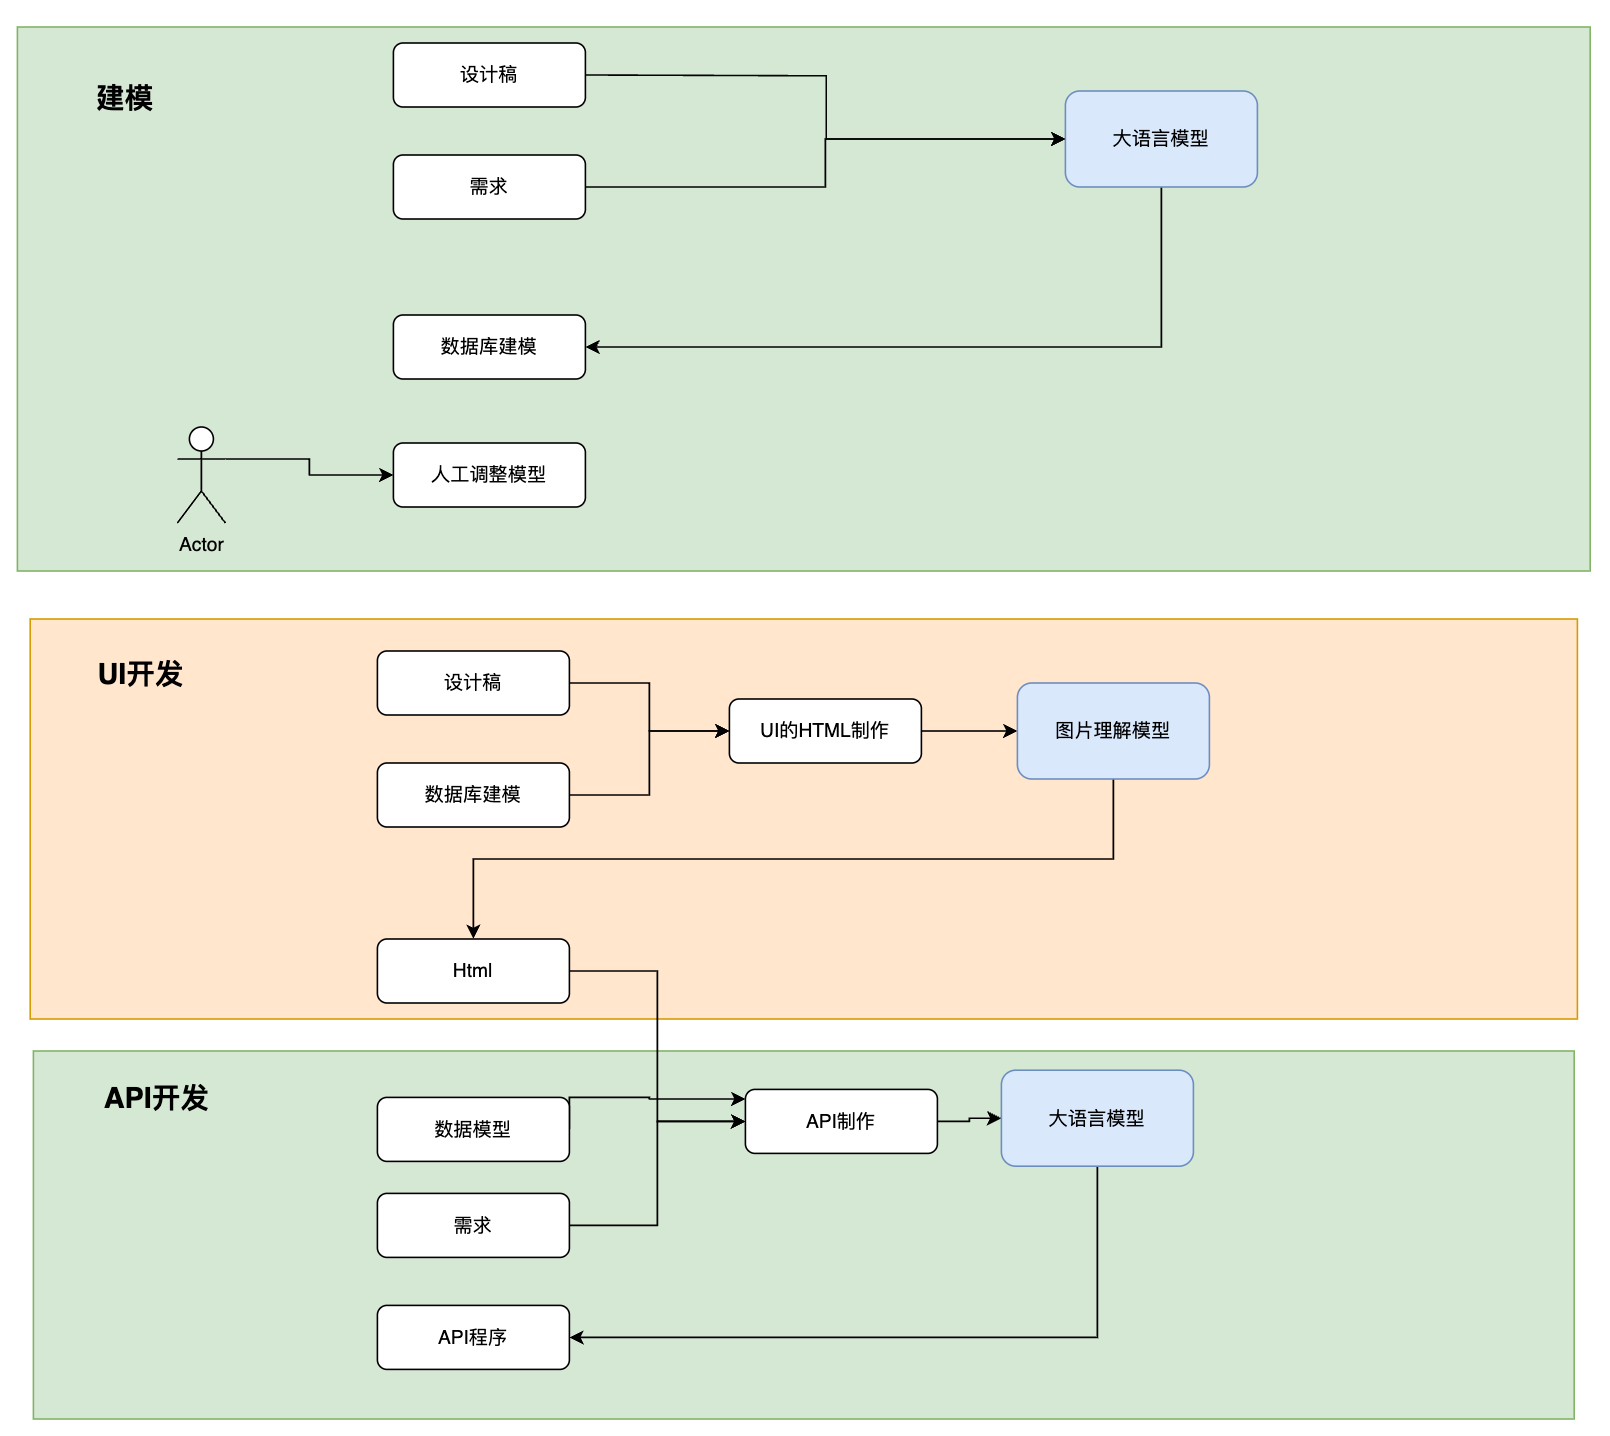 建模
设计稿
需求
大语言模型
数据库建模
人工调整模型
Actor
UI开发
设计稿
数据库建模
UI的HTML制作
图片理解模型
Html
API开发
数据模型
需求
API制作
大语言模型
API程序